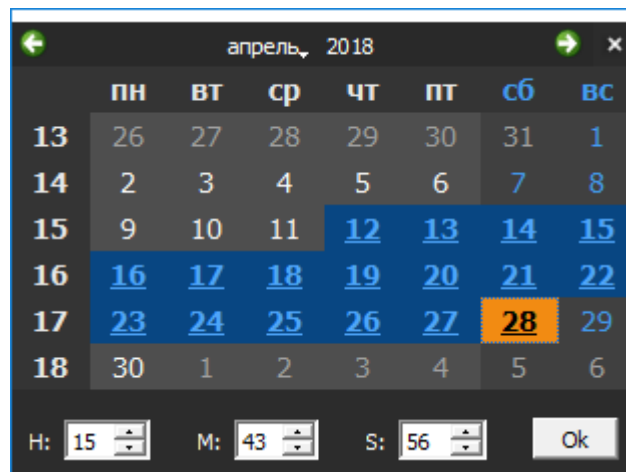 апрель, 2018 ×
пн вт ср чт пт сб вс
13 26 27 28 29 30 31 1
14 2 3 4 5 6 7 8
15 9 10 11 12 13 14 15
16 16 17 18 19 20 21 22
17 23 24 25 26 27 28 29
18 30 1 2 3 4 5 6
H: 15 M: 43 S: 56 Ok